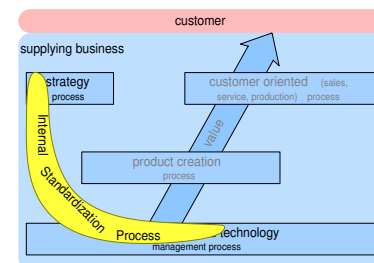 customer
supplying business
strategy
process
customer oriented (sales,
service, production) process
value
product creation
process
Internal
Standardization
Process
technology
management process